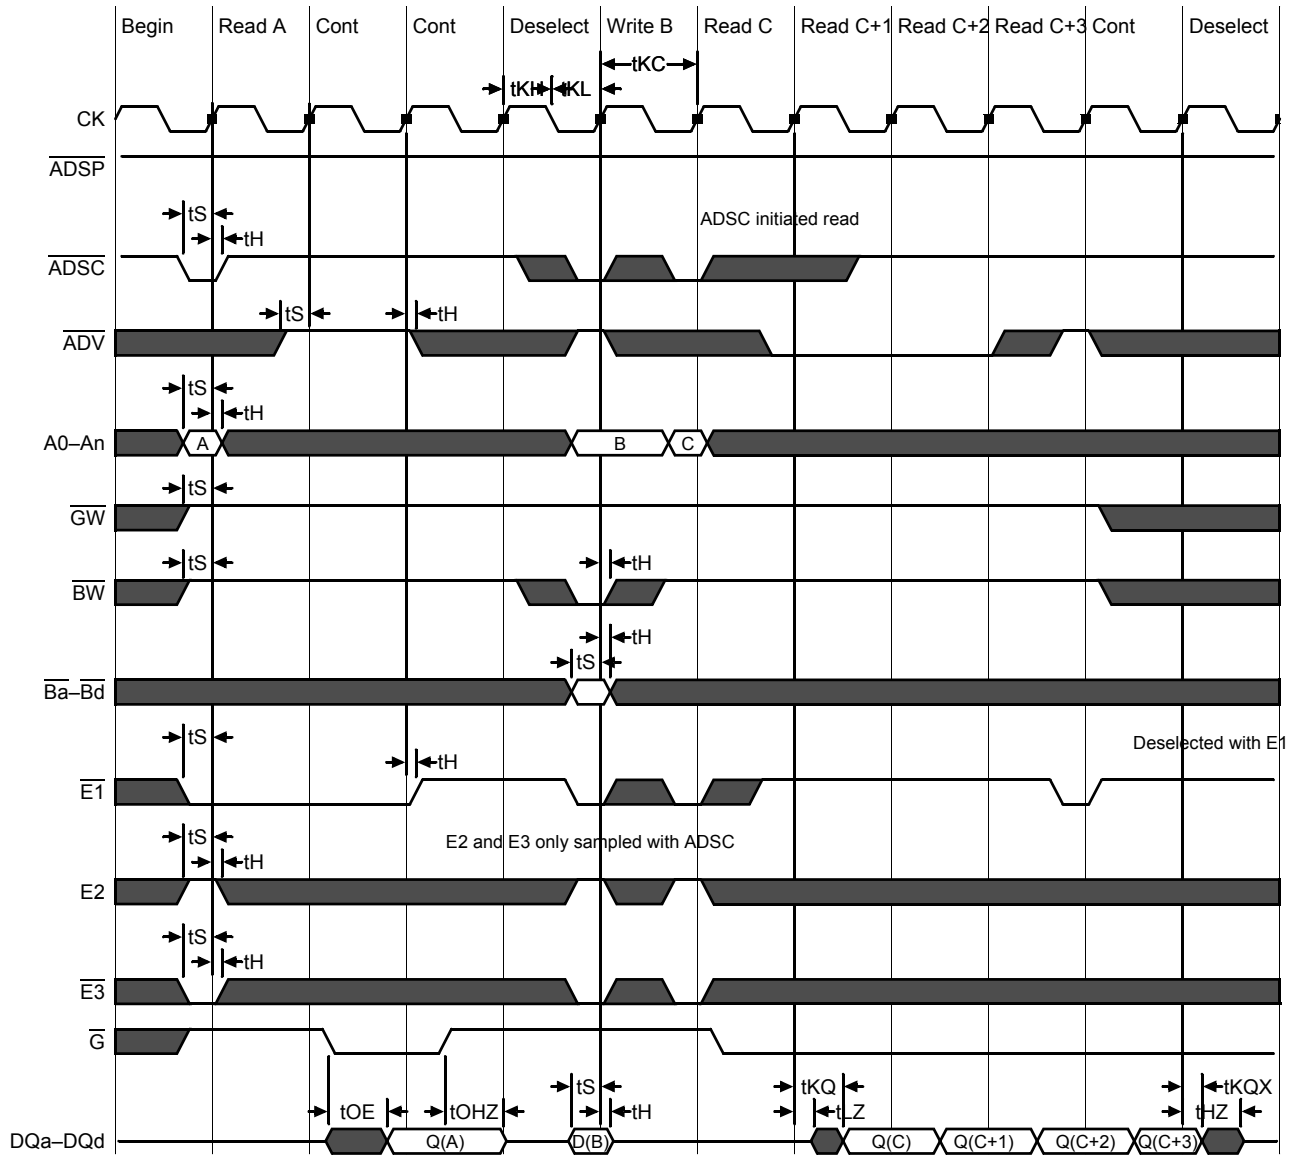 Begin Read A Cont Cont Deselect Write B Read C Read C+1 Read C+2 Read C+3 Cont Deselect
tKC
tKH tKL
CK
ADSP
tS
ADSC initiated read
tH
ADSC
tS tH
ADV
tS
tH
A0–An A B C
tS
GW
tS tH
BW
tH
tS
Ba–Bd
tS
Deselected with E1
tH
E1
tS
E2 and E3 only sampled with ADSC
tH
E2
tS
tH
E3
G
tS tKQ tKQX
tOE tOHZ tH tLZ tHZ
DQa–DQd Q(A) D(B) Q(C) Q(C+1) Q(C+2) Q(C+3)